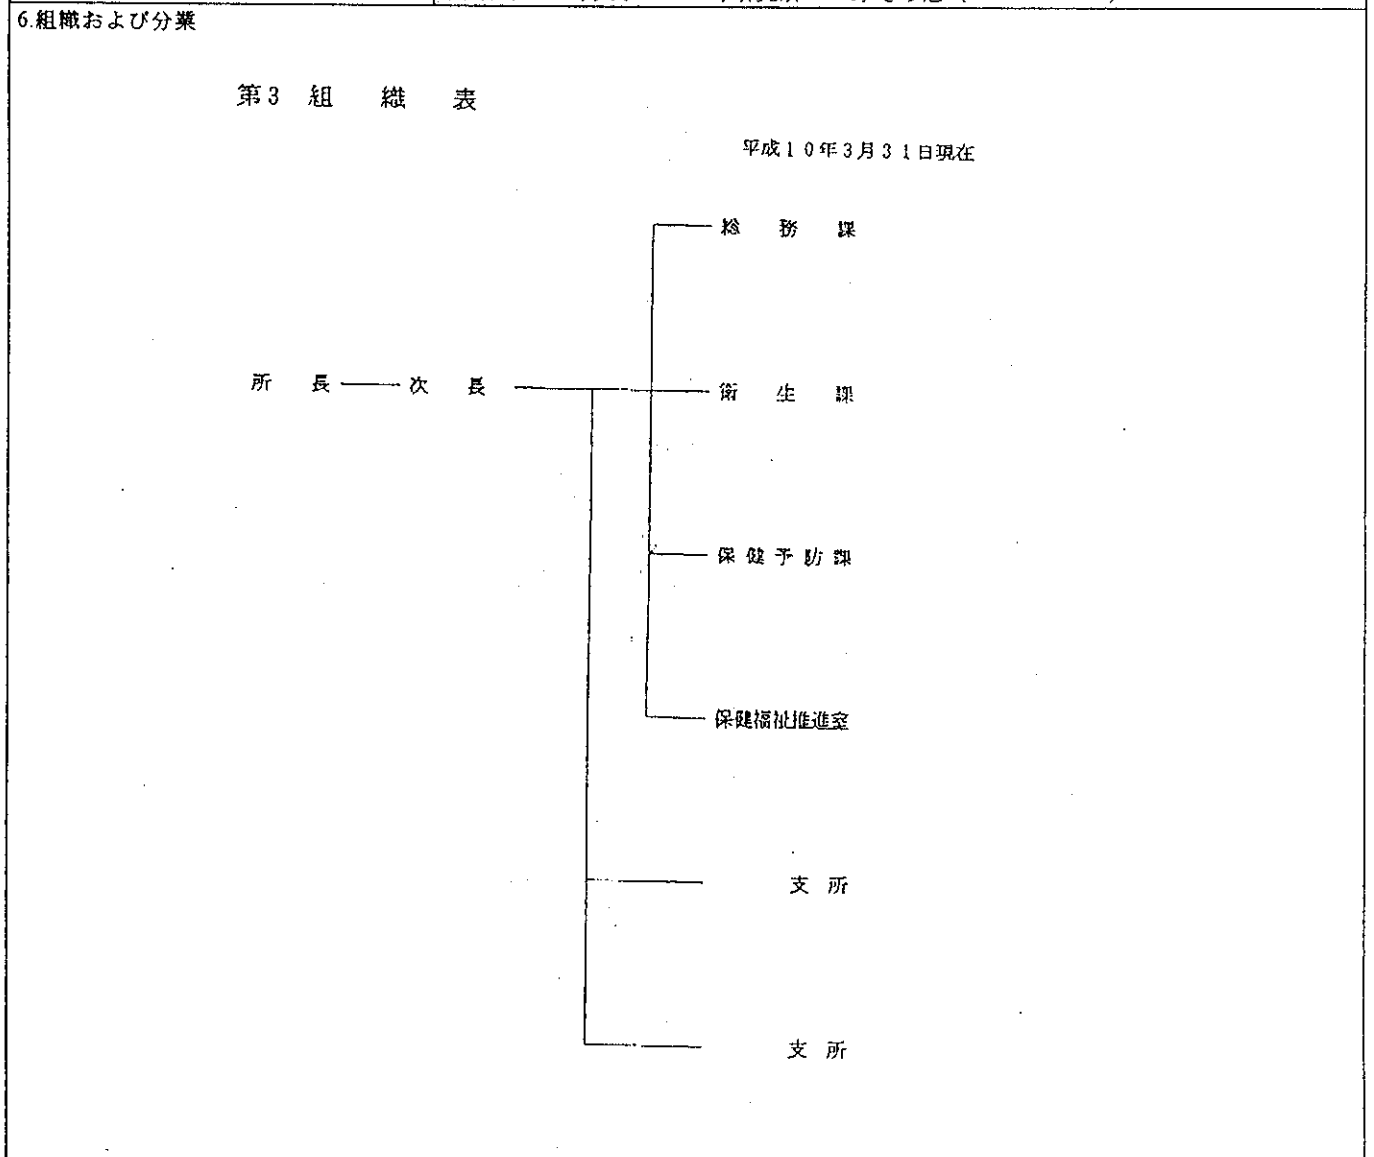 6.組織および分業
第3 組 織 表
平成10年3月31日現在
総 務 課
所 長 次 長 衛 生 課
保 健 予 防 課
保健福祉推進室
支 所
支 所